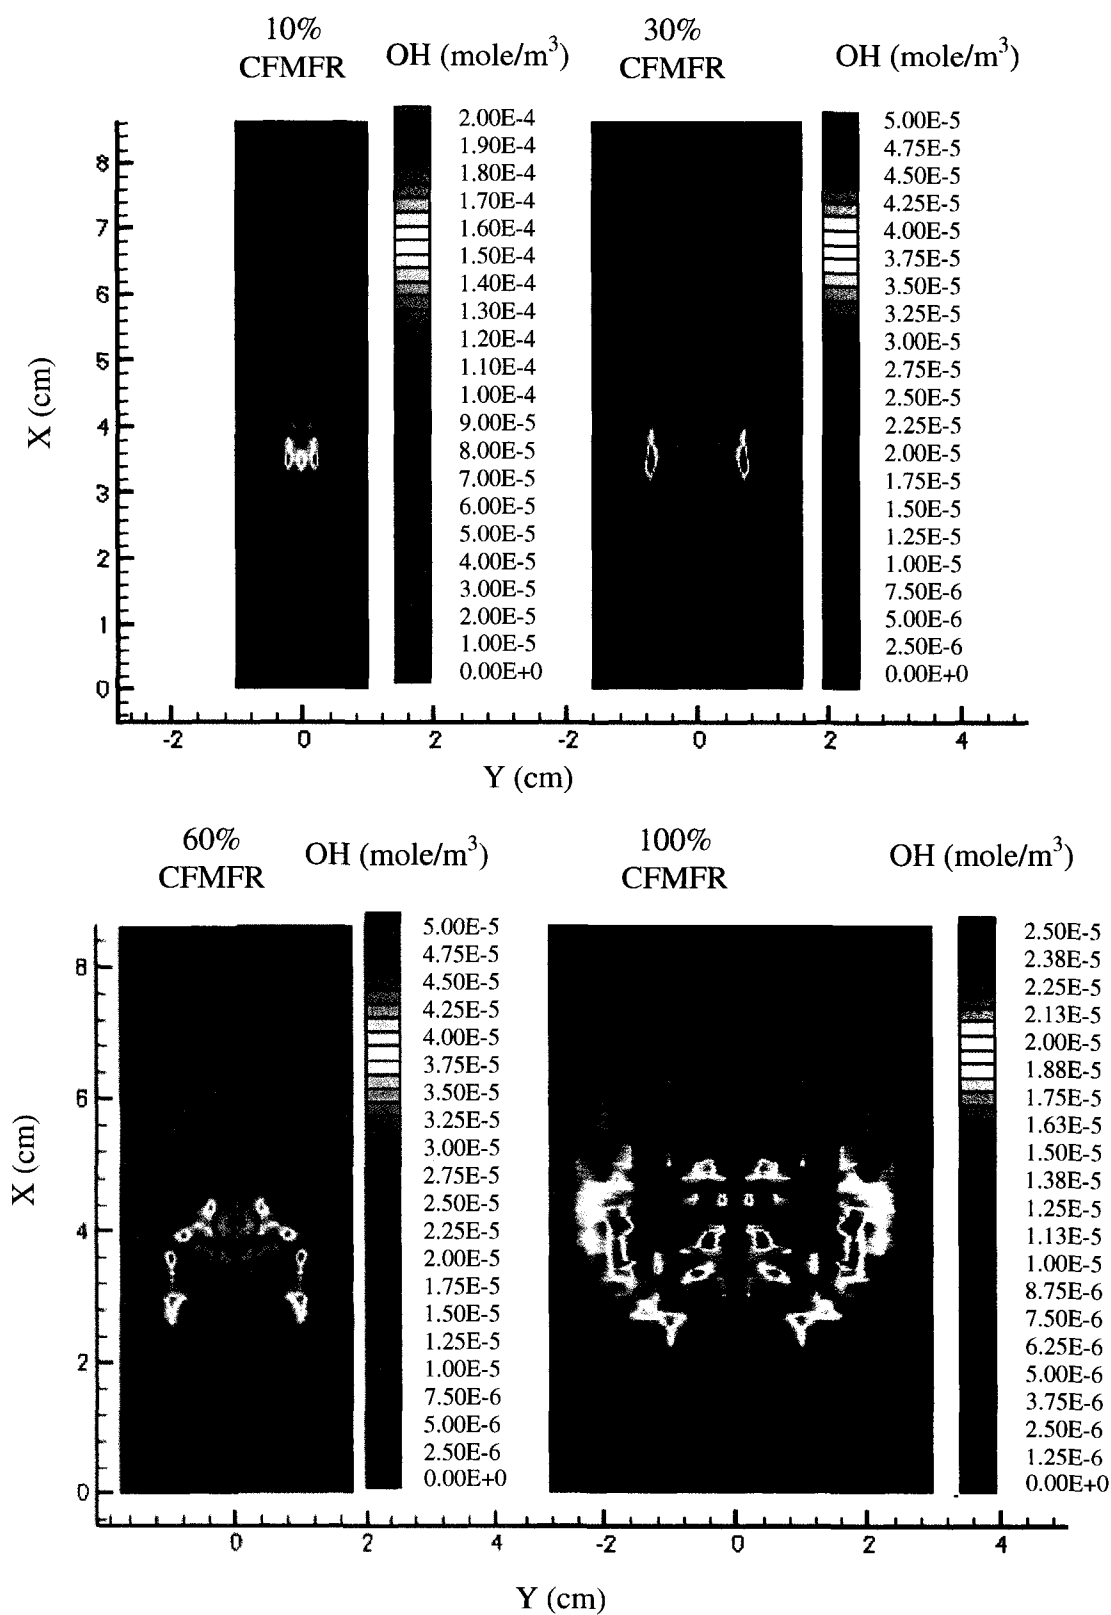 10%
CFMFR
OH (mole/m³)
30%
CFMFR
OH (mole/m³)
2.00E-4
1.90E-4
1.80E-4
1.70E-4
1.60E-4
1.50E-4
1.40E-4
1.30E-4
1.20E-4
1.10E-4
1.00E-4
9.00E-5
8.00E-5
7.00E-5
6.00E-5
5.00E-5
4.00E-5
3.00E-5
2.00E-5
1.00E-5
0.00E+0
5.00E-5
4.75E-5
4.50E-5
4.25E-5
4.00E-5
3.75E-5
3.50E-5
3.25E-5
3.00E-5
2.75E-5
2.50E-5
2.25E-5
2.00E-5
1.75E-5
1.50E-5
1.25E-5
1.00E-5
7.50E-6
5.00E-6
2.50E-6
0.00E+0
X (cm)
8
7
6
5
4
3
2
1
0
-2 0 2 -2 0 2 4
Y (cm)
60%
CFMFR
OH (mole/m³)
100%
CFMFR
OH (mole/m³)
5.00E-5
4.75E-5
4.50E-5
4.25E-5
4.00E-5
3.75E-5
3.50E-5
3.25E-5
3.00E-5
2.75E-5
2.50E-5
2.25E-5
2.00E-5
1.75E-5
1.50E-5
1.25E-5
1.00E-5
7.50E-6
5.00E-6
2.50E-6
0.00E+0
2.50E-5
2.38E-5
2.25E-5
2.13E-5
2.00E-5
1.88E-5
1.75E-5
1.63E-5
1.50E-5
1.38E-5
1.25E-5
1.13E-5
1.00E-5
8.75E-6
7.50E-6
6.25E-6
5.00E-6
3.75E-6
2.50E-6
1.25E-6
0.00E+0
X (cm)
8
6
4
2
0
0 2 4 -2 0 2 4
Y (cm)